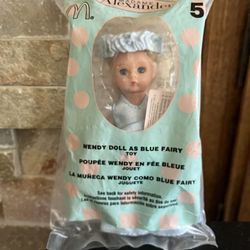 MADAME
Alexander
5
WENDY DOLL AS BLUE FAIRY
TOY
POUPÉE WENDY EN FÉE BLEUE
JOUET
LA MUÑECA WENDY COMO BLUE FAIRY
JUGUETE
See back for safety information.